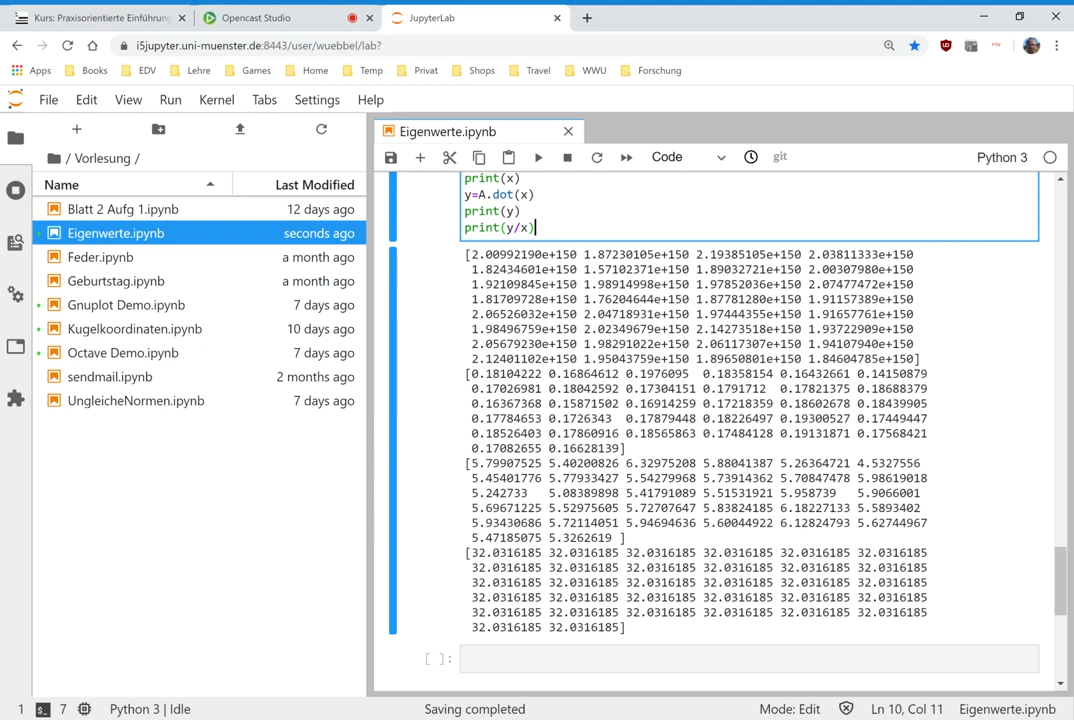 Kurs: Praxisorientierte Einführung
Opencast Studio
JupyterLab
i5jupyter.uni-muenster.de:8443/user/wuebbel/lab?
Apps Books EDV Lehre Games Home Temp Privat Shops Travel WWU Forschung
File Edit View Run Kernel Tabs Settings Help
/ Vorlesung /
Name Last Modified
Blatt 2 Aufg 1.ipynb 12 days ago
Eigenwerte.ipynb seconds ago
Feder.ipynb a month ago
Geburtstag.ipynb a month ago
Gnuplot Demo.ipynb 7 days ago
Kugelkoordinaten.ipynb 10 days ago
Octave Demo.ipynb 7 days ago
sendmail.ipynb 2 months ago
UngleicheNormen.ipynb 7 days ago
Eigenwerte.ipynb
Code git Python 3
print(x)
y=A.dot(x)
print(y)
print(y/x)
[2.00992190e+150 1.87230105e+150 2.19385105e+150 2.03811333e+150
1.82434601e+150 1.57102371e+150 1.89032721e+150 2.00307980e+150
1.92109845e+150 1.98914998e+150 1.97852036e+150 2.07477472e+150
1.81709728e+150 1.76204644e+150 1.87781280e+150 1.91157389e+150
2.06526032e+150 2.04718931e+150 1.97444355e+150 1.91657761e+150
1.98496759e+150 2.02349679e+150 2.14273518e+150 1.93722909e+150
2.05679230e+150 1.98291022e+150 2.06117307e+150 1.94107940e+150
2.12401102e+150 1.95043759e+150 1.89650801e+150 1.84604785e+150]
[0.18104222 0.16864612 0.1976095 0.18358154 0.16432661 0.14150879
0.17026981 0.18042592 0.17304151 0.1791712 0.17821375 0.18688379
0.16367368 0.15871502 0.16914259 0.17218359 0.18602678 0.18439905
0.17784653 0.1726343 0.17879448 0.18226497 0.19300527 0.17449447
0.18526403 0.17860916 0.18565863 0.17484128 0.19131871 0.17568421
0.17082655 0.16628139]
[5.79907525 5.40200826 6.32975208 5.88041387 5.26364721 4.5327556
5.45401776 5.77933427 5.54279968 5.73914362 5.70847478 5.98619018
5.242733 5.08389898 5.41791089 5.51531921 5.958739 5.9066001
5.69671225 5.52975605 5.72707647 5.83824185 6.18227133 5.5893402
5.93430686 5.72114051 5.94694636 5.60044922 6.12824793 5.62744967
5.47185075 5.3262619 ]
[32.0316185 32.0316185 32.0316185 32.0316185 32.0316185 32.0316185
32.0316185 32.0316185 32.0316185 32.0316185 32.0316185 32.0316185
32.0316185 32.0316185 32.0316185 32.0316185 32.0316185 32.0316185
32.0316185 32.0316185 32.0316185 32.0316185 32.0316185 32.0316185
32.0316185 32.0316185 32.0316185 32.0316185 32.0316185 32.0316185
32.0316185 32.0316185]
[ ]:
1 7 Python 3 | Idle Saving completed Mode: Edit Ln 10, Col 11 Eigenwerte.ipynb